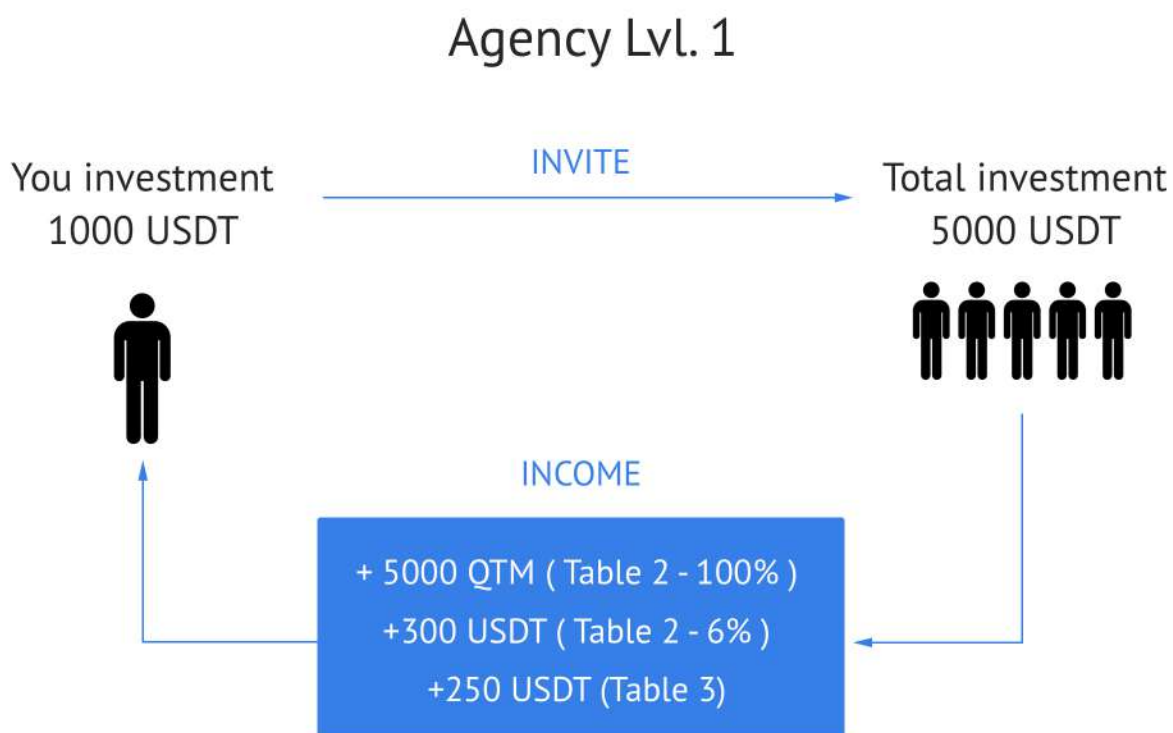 Agency Lvl. 1
INVITE
You investment
1000 USDT
Total investment
5000 USDT
INCOME
+ 5000 QTM ( Table 2 - 100% )
+300 USDT ( Table 2 - 6% )
+250 USDT (Table 3)